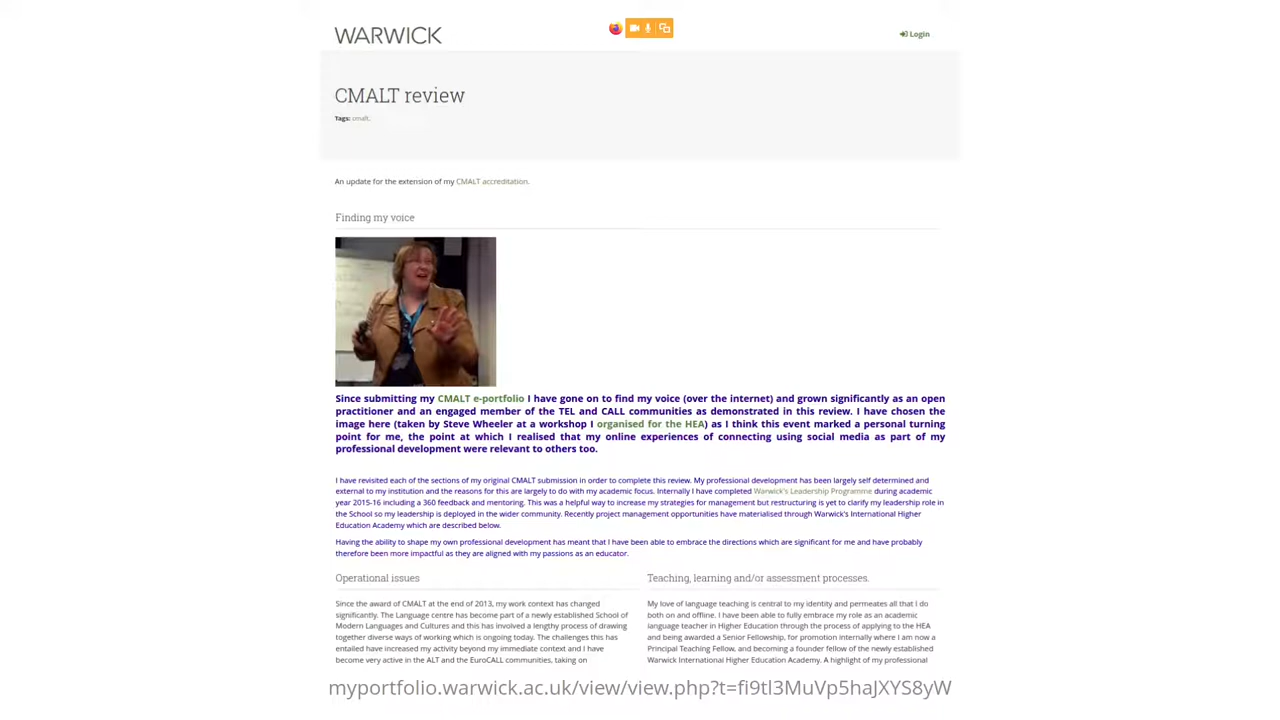 WARWICK
Login
CMALT review
Tags: cmalt.
An update for the extension of my CMALT accreditation.
Finding my voice
Since submitting my CMALT e-portfolio I have gone on to find my voice (over the internet) and grown significantly as an open
practitioner and an engaged member of the TEL and CALL communities as demonstrated in this review. I have chosen the
image here (taken by Steve Wheeler at a workshop I organised for the HEA) as I think this event marked a personal turning
point for me, the point at which I realised that my online experiences of connecting using social media as part of my
professional development were relevant to others too.
I have revisited each of the sections of my original CMALT submission in order to complete this review. My professional development has been largely self determined and
external to my institution and the reasons for this are largely to do with my academic focus. Internally I have completed Warwick's Leadership Programme during academic
year 2015-16 including a 360 feedback and mentoring. This was a helpful way to increase my strategies for management but restructuring is yet to clarify my leadership role in
the School so my leadership is deployed in the wider community. Recently project management opportunities have materialised through Warwick's International Higher
Education Academy which are described below.
Having the ability to shape my own professional development has meant that I have been able to embrace the directions which are significant for me and have probably
therefore been more impactful as they are aligned with my passions as an educator.
Operational issues
Since the award of CMALT at the end of 2013, my work context has changed
significantly. The Language centre has become part of a newly established School of
Modern Languages and Cultures and this has involved a lengthy process of drawing
together diverse ways of working which is ongoing today. The challenges this has
entailed have increased my activity beyond my immediate context and I have
become very active in the ALT and the EuroCALL communities, taking on
Teaching, learning and/or assessment processes.
My love of language teaching is central to my identity and permeates all that I do
both on and offline. I have been able to fully embrace my role as an academic
language teacher in Higher Education through the process of applying to the HEA
and being awarded a Senior Fellowship, for promotion internally where I am now a
Principal Teaching Fellow, and becoming a founder fellow of the newly established
Warwick International Higher Education Academy. A highlight of my professional
myportfolio.warwick.ac.uk/view/view.php?t=fi9tl3MuVp5haJXYS8yW